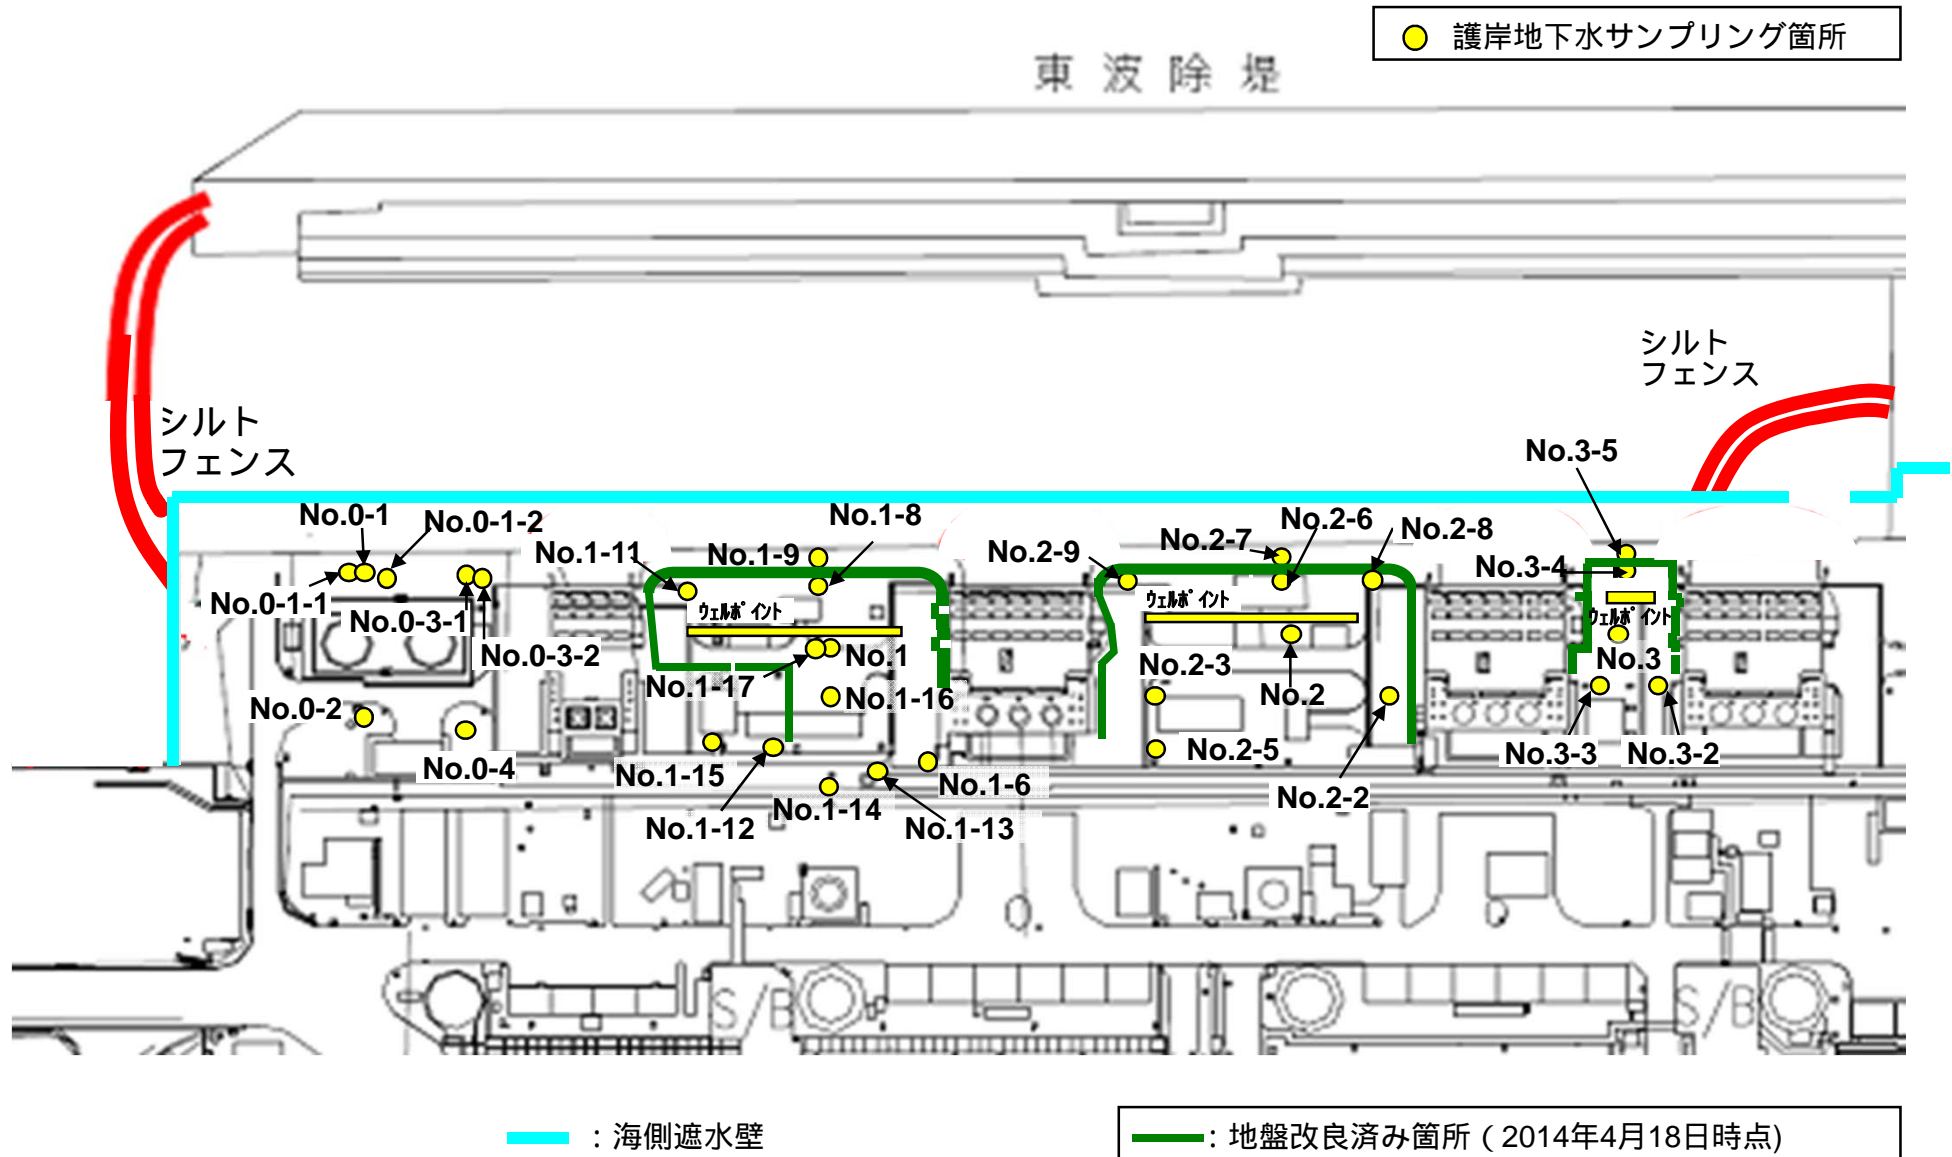 護岸地下水サンプリング箇所
東波除堤
シルト
フェンス
シルト
フェンス
No.3-5
No.0-1
No.0-1-2
No.1-8
No.2-6
No.2-8
No.1-11
No.1-9
No.2-9
No.2-7
No.3-4
No.0-1-1
No.0-3-1
ウェルポイント
ウェルポイント
ウェルポイント
No.0-3-2
No.1
No.1-17
No.1-16
No.2-3
No.2
No.3
No.0-2
No.0-4
No.1-15
No.1-6
No.2-5
No.2-2
No.3-3
No.3-2
No.1-12
No.1-14
No.1-13
S/B
S/B
：海側遮水壁
：地盤改良済み箇所（2014年4月18日時点)